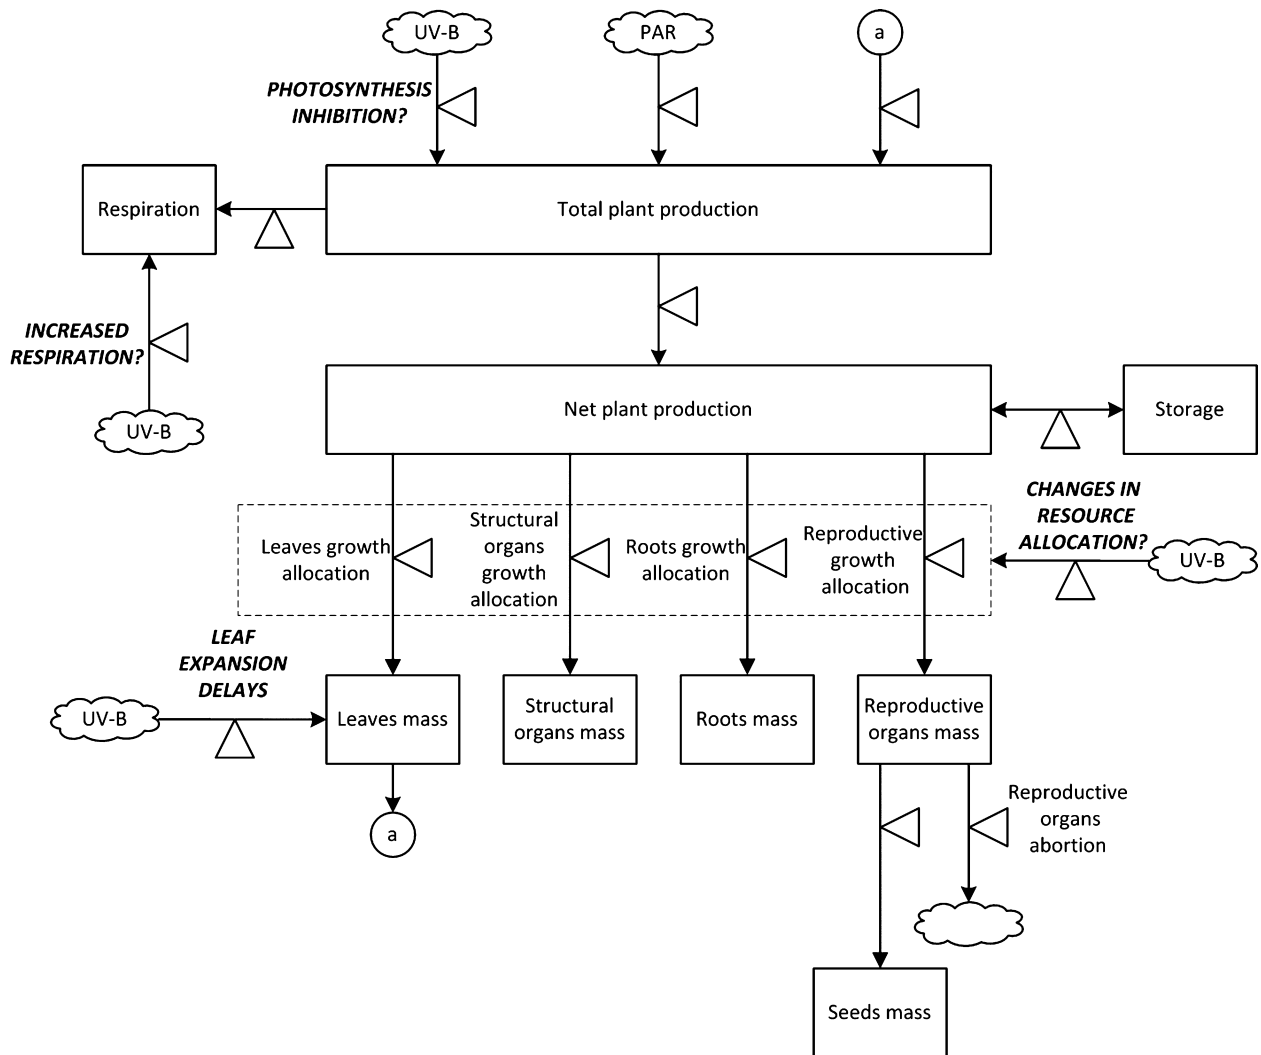 UV-B
PAR
a
PHOTOSYNTHESIS
INHIBITION?
Respiration
Total plant production
INCREASED
RESPIRATION?
UV-B
Net plant production
Storage
CHANGES IN
RESOURCE
ALLOCATION?
UV-B
Leaves growth
allocation
Structural
organs
growth
allocation
Roots growth
allocation
Reproductive
growth
allocation
LEAF
EXPANSION
DELAYS
UV-B
Leaves mass
Structural
organs mass
Roots mass
Reproductive
organs mass
a
Reproductive
organs
abortion
Seeds mass